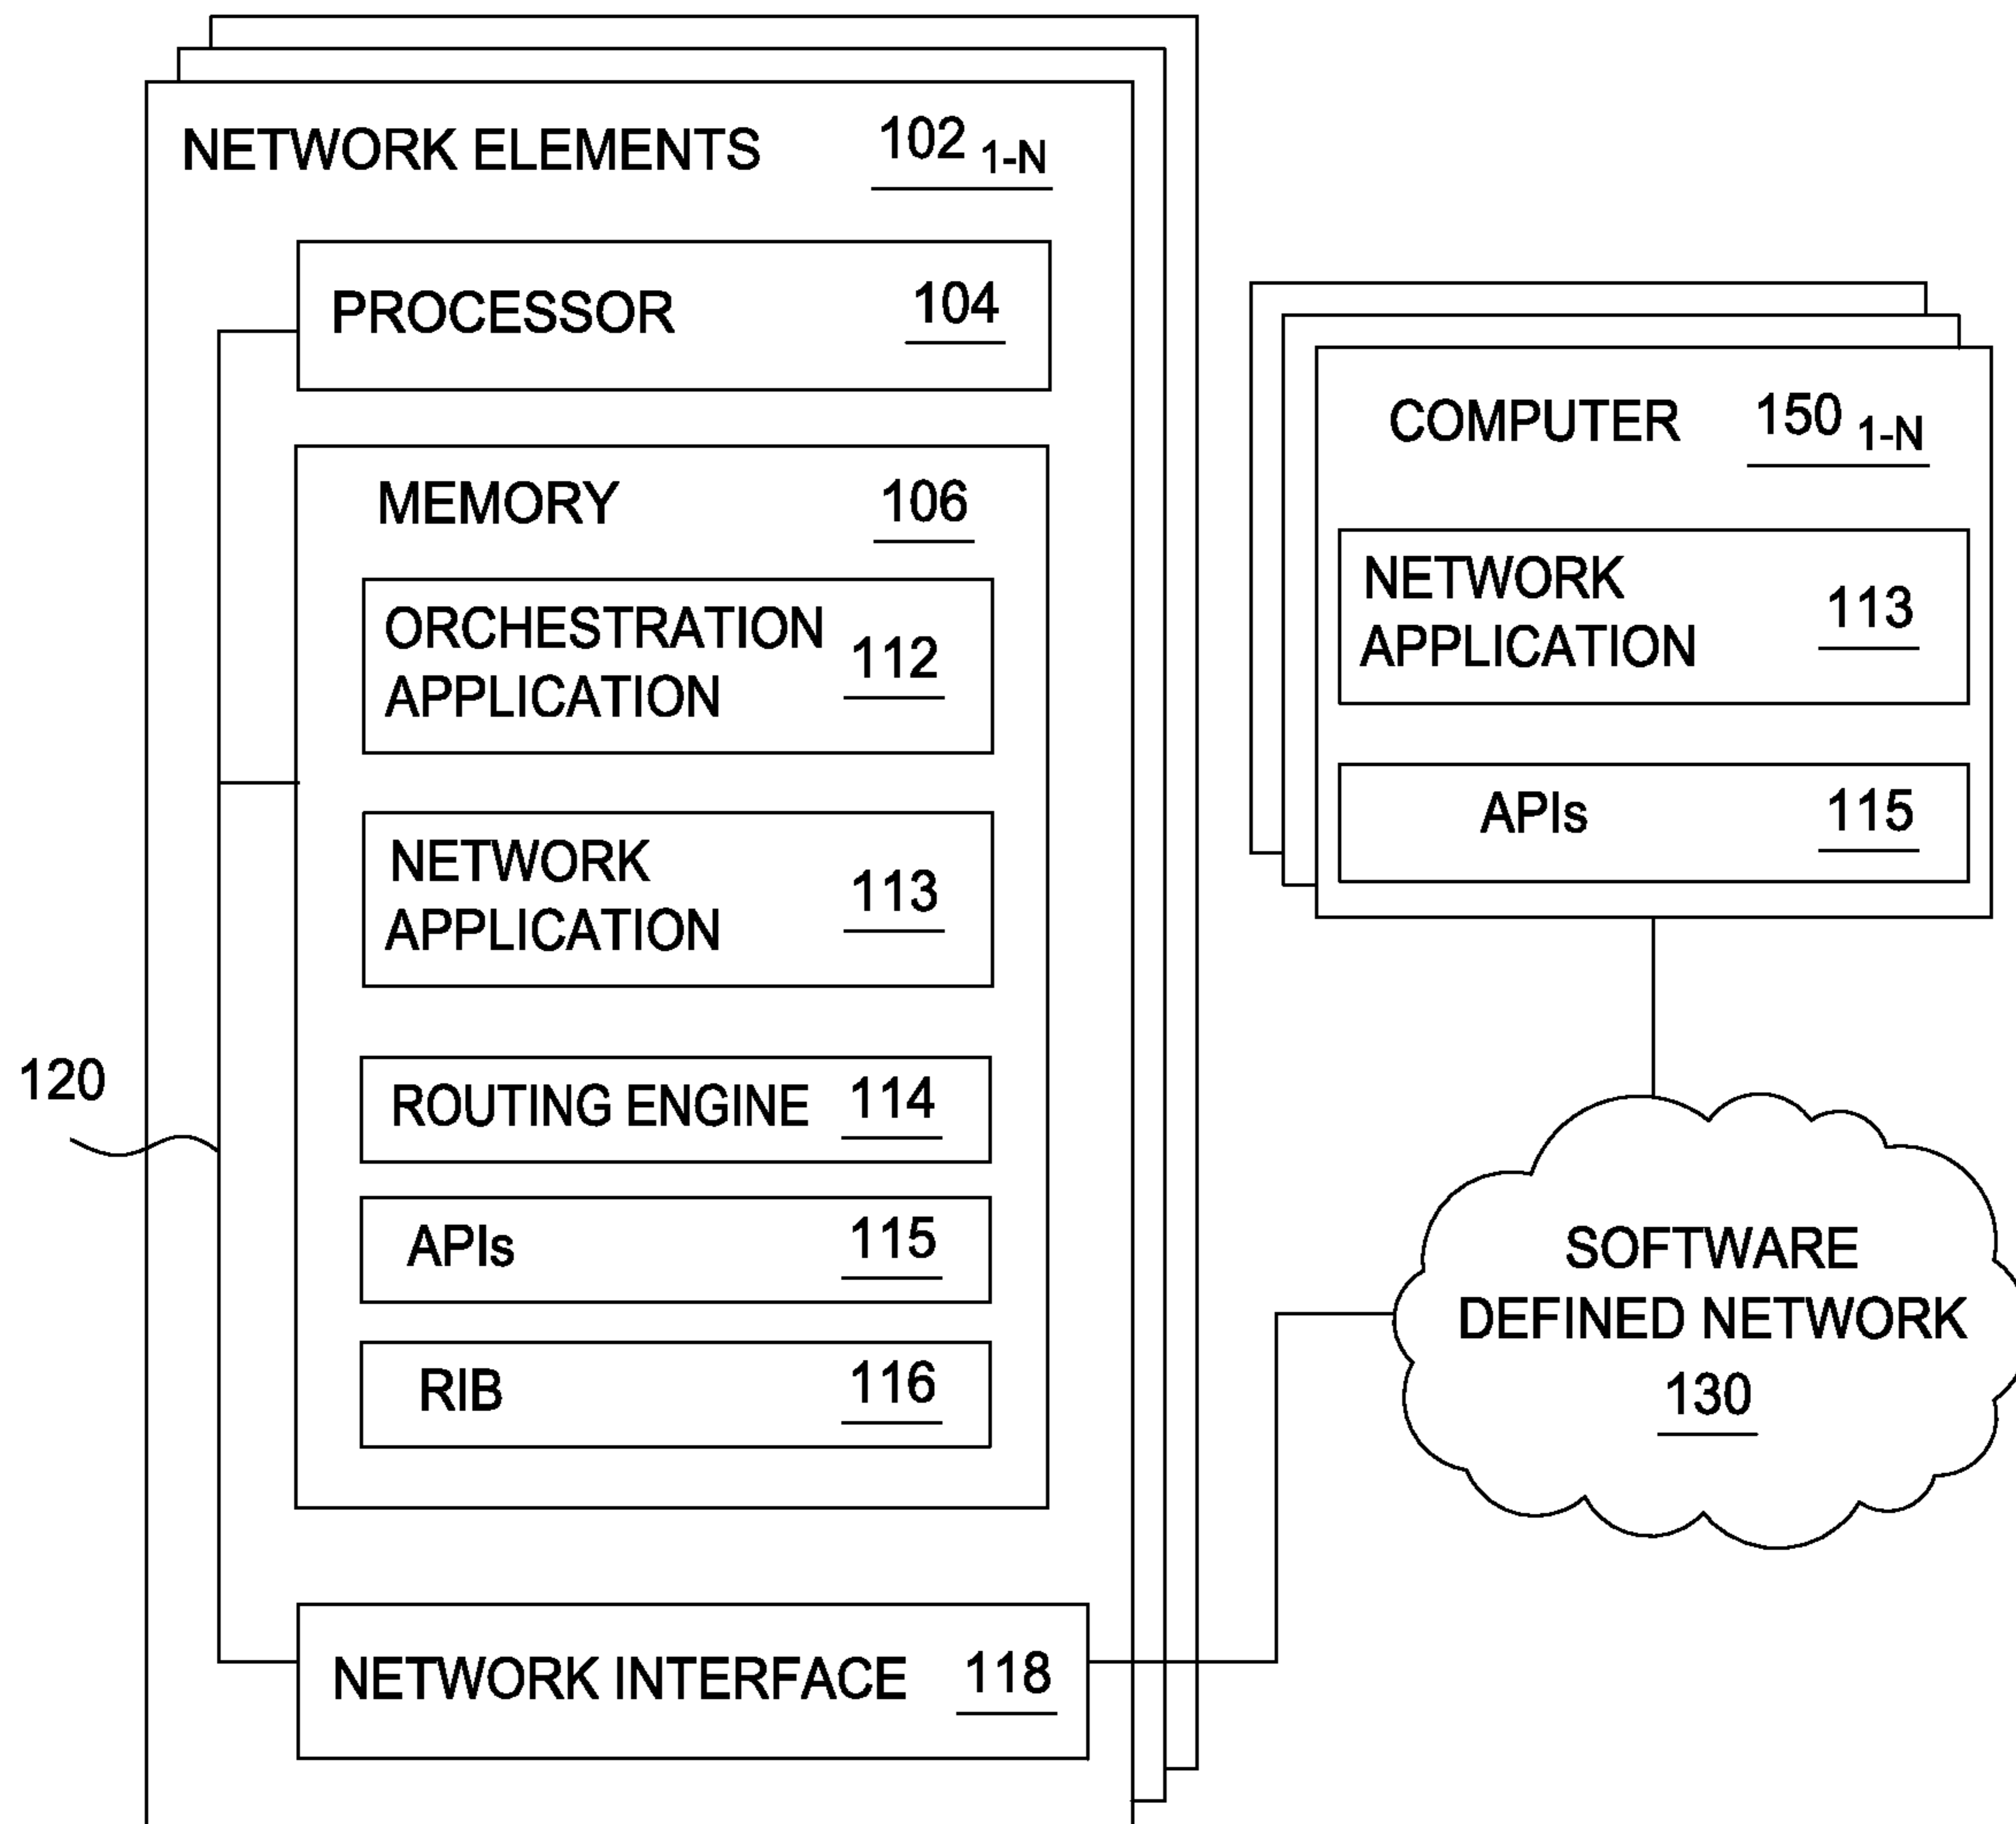 NETWORK ELEMENTS 102 1-N
PROCESSOR 104
MEMORY 106
ORCHESTRATION
APPLICATION 112
NETWORK
APPLICATION 113
ROUTING ENGINE 114
APIs 115
RIB 116
NETWORK INTERFACE 118
120
COMPUTER 150 1-N
NETWORK
APPLICATION 113
APIs 115
SOFTWARE
DEFINED NETWORK
130